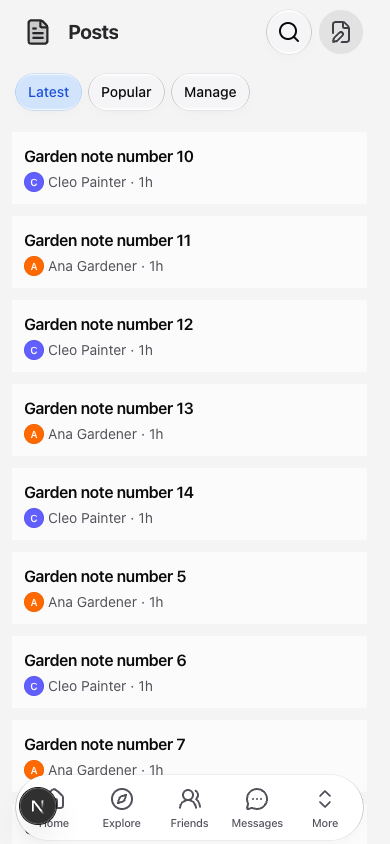 Posts
Latest
Popular
Manage
Garden note number 10
C Cleo Painter · 1h
Garden note number 11
A Ana Gardener · 1h
Garden note number 12
C Cleo Painter · 1h
Garden note number 13
A Ana Gardener · 1h
Garden note number 14
C Cleo Painter · 1h
Garden note number 5
A Ana Gardener · 1h
Garden note number 6
C Cleo Painter · 1h
Garden note number 7
A Ana Gardener · 1h
N
Home
Explore
Friends
Messages
More